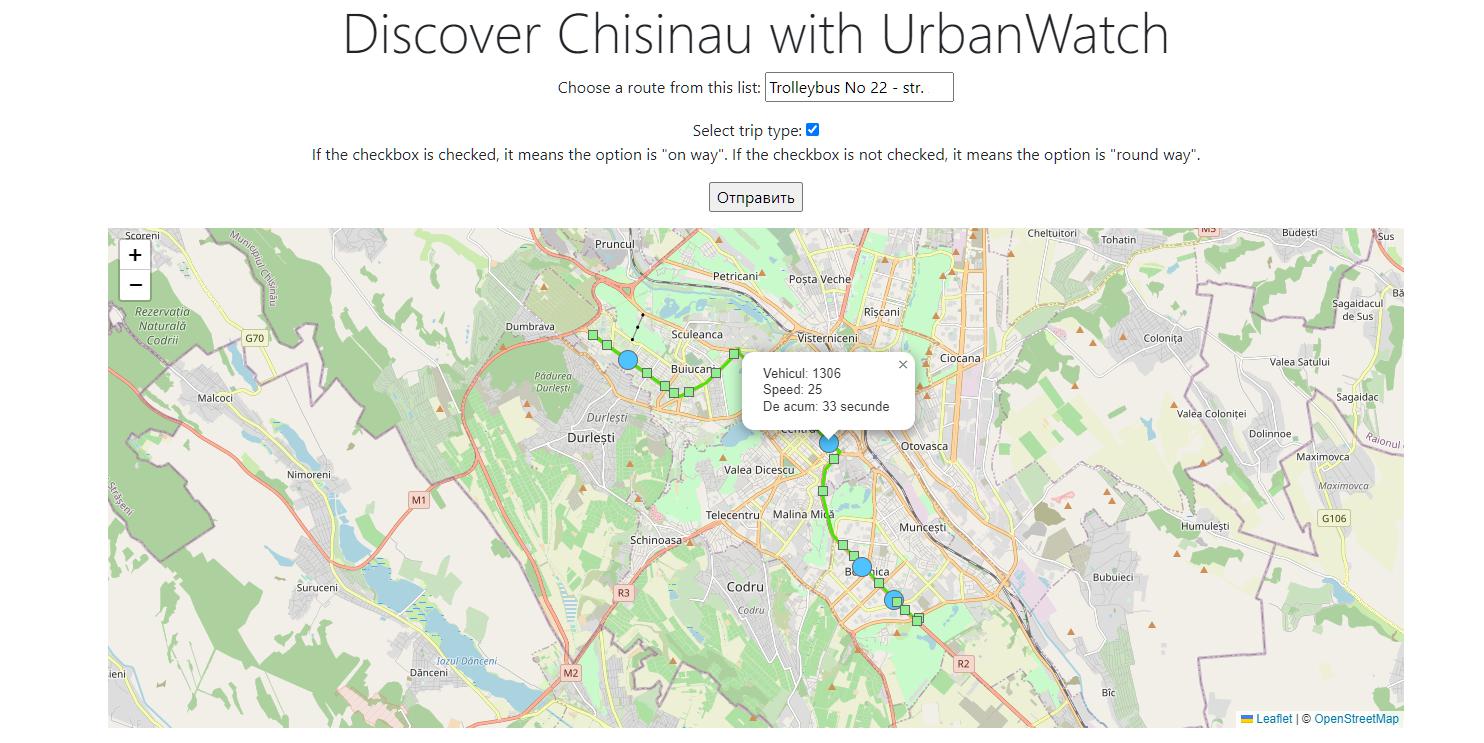 Discover Chisinau with UrbanWatch
Choose a route from this list: Trolleybus No 22 - str.
Select trip type:
If the checkbox is checked, it means the option is "on way". If the checkbox is not checked, it means the option is "round way".
Отправить
+
−
Scoreni
Municipiul Chișinău
Pruncul
Cheltuitori
Tohatin
M5
Budești
Sus
Petricani
Poșta Veche
Rezervația
Naturală
Codrii
Sagaidacul
de Sus
Bă
G70
Dumbrava
Sculeanca
Rîșcani
Visterniceni
Colonița
Ciocana
Valea Satului
Pădurea
Durlești
Buiucani
Vehicul: 1306
Speed: 25
De acum: 33 secunde
×
Malcoci
Sagaidac
Durlești
Durlești
Valea Coloniței
Dolinnoe
Raionul
Otovasca
Maximovca
Maximovca
Valea Dicescu
Nimoreni
Strășeni
M1
Telecentru
Malina Mică
Muncești
Humulești
G106
Schinoasa
Bubuieci
Suruceni
R3
Codru
Codru
Iazul Dănceni
Dănceni
M2
R2
Bîc
ieni
Leaflet | © OpenStreetMap